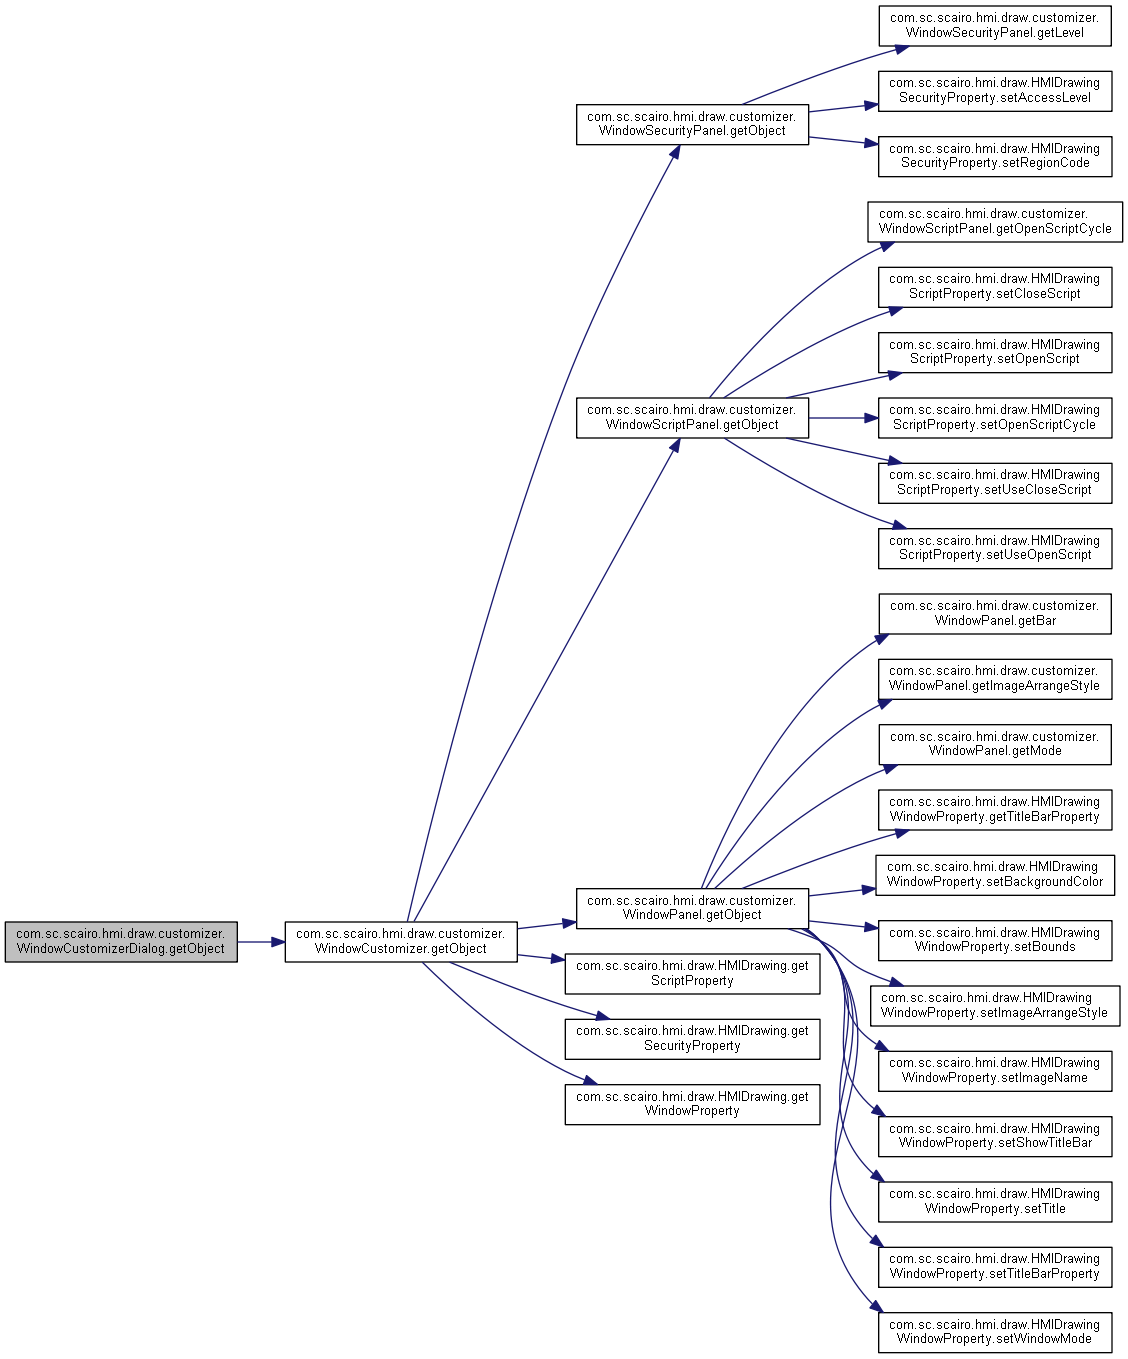 com.sc.scairo.hmi.draw.customizer.
WindowSecurityPanel.getLevel
com.sc.scairo.hmi.draw.HMIDrawing
SecurityProperty.setAccessLevel
com.sc.scairo.hmi.draw.customizer.
WindowSecurityPanel.getObject
com.sc.scairo.hmi.draw.HMIDrawing
SecurityProperty.setRegionCode
com.sc.scairo.hmi.draw.customizer.
WindowScriptPanel.getOpenScriptCycle
com.sc.scairo.hmi.draw.HMIDrawing
ScriptProperty.setCloseScript
com.sc.scairo.hmi.draw.HMIDrawing
ScriptProperty.setOpenScript
com.sc.scairo.hmi.draw.customizer.
WindowScriptPanel.getObject
com.sc.scairo.hmi.draw.HMIDrawing
ScriptProperty.setOpenScriptCycle
com.sc.scairo.hmi.draw.HMIDrawing
ScriptProperty.setUseCloseScript
com.sc.scairo.hmi.draw.HMIDrawing
ScriptProperty.setUseOpenScript
com.sc.scairo.hmi.draw.customizer.
WindowPanel.getBar
com.sc.scairo.hmi.draw.customizer.
WindowPanel.getImageArrangeStyle
com.sc.scairo.hmi.draw.customizer.
WindowPanel.getMode
com.sc.scairo.hmi.draw.HMIDrawing
WindowProperty.getTitleBarProperty
com.sc.scairo.hmi.draw.HMIDrawing
WindowProperty.setBackgroundColor
com.sc.scairo.hmi.draw.customizer.
WindowPanel.getObject
com.sc.scairo.hmi.draw.customizer.
WindowCustomizerDialog.getObject
com.sc.scairo.hmi.draw.customizer.
WindowCustomizer.getObject
com.sc.scairo.hmi.draw.HMIDrawing
WindowProperty.setBounds
com.sc.scairo.hmi.draw.HMIDrawing.get
ScriptProperty
com.sc.scairo.hmi.draw.HMIDrawing
WindowProperty.setImageArrangeStyle
com.sc.scairo.hmi.draw.HMIDrawing.get
SecurityProperty
com.sc.scairo.hmi.draw.HMIDrawing
WindowProperty.setImageName
com.sc.scairo.hmi.draw.HMIDrawing.get
WindowProperty
com.sc.scairo.hmi.draw.HMIDrawing
WindowProperty.setShowTitleBar
com.sc.scairo.hmi.draw.HMIDrawing
WindowProperty.setTitle
com.sc.scairo.hmi.draw.HMIDrawing
WindowProperty.setTitleBarProperty
com.sc.scairo.hmi.draw.HMIDrawing
WindowProperty.setWindowMode